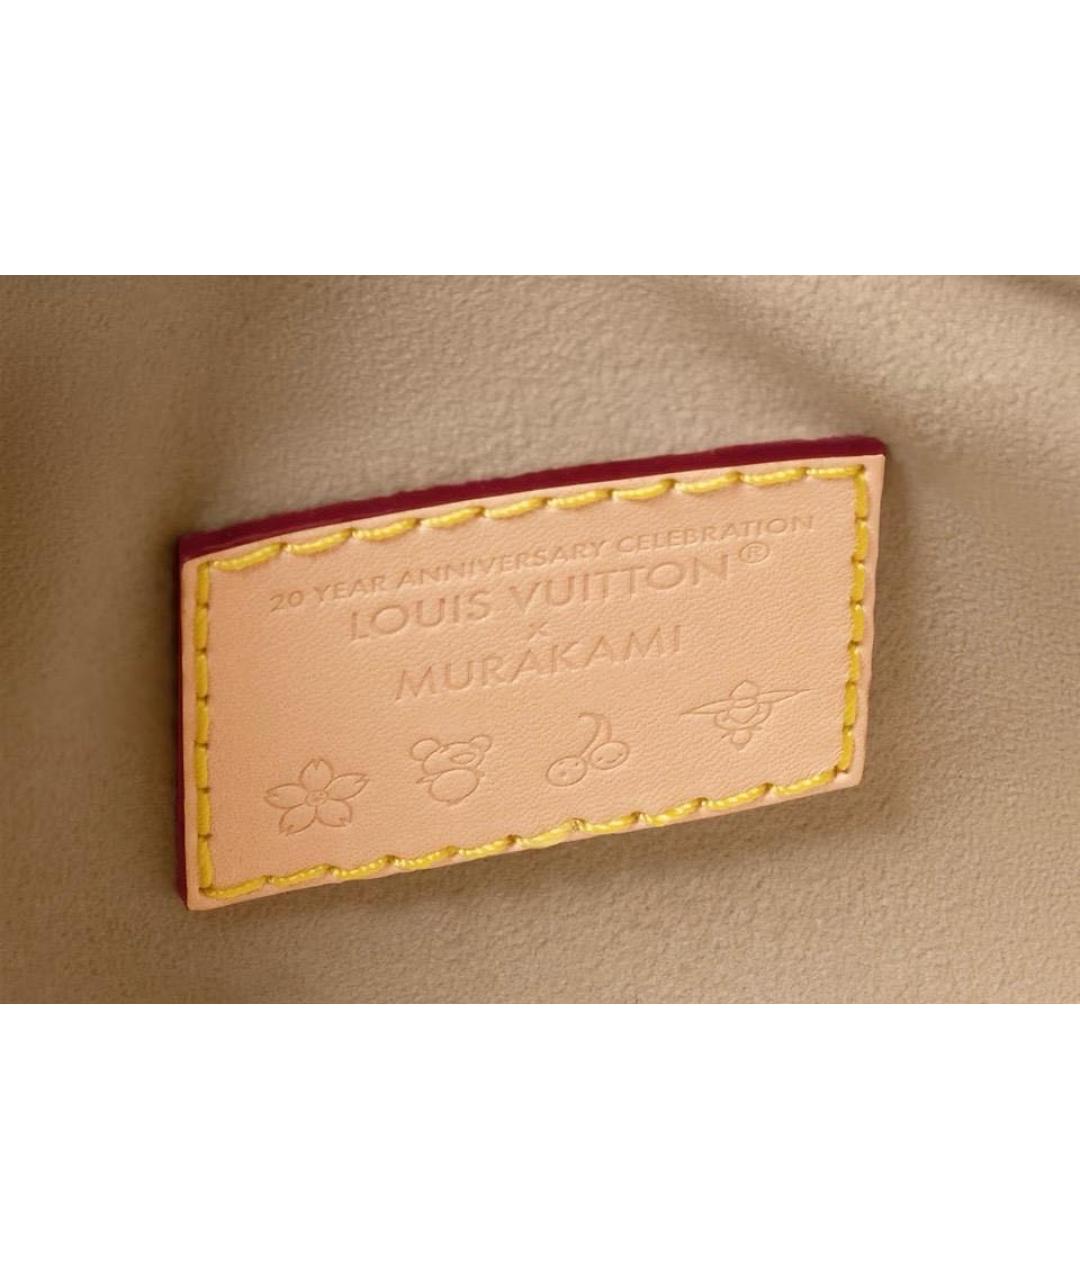 20 YEAR ANNIVERSARY CELEBRATION
LOUIS VUITTON®
x
MURAKAMI